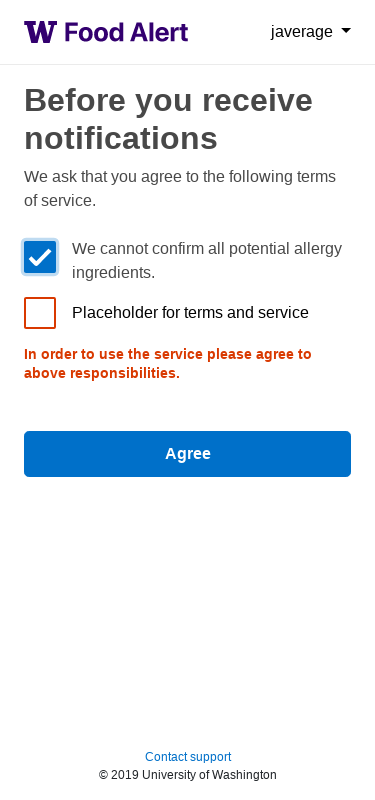 W Food Alert
javerage
Before you receive
notifications
We ask that you agree to the following terms
of service.
We cannot confirm all potential allergy
ingredients.
Placeholder for terms and service
In order to use the service please agree to
above responsibilities.
Agree
Contact support
© 2019 University of Washington